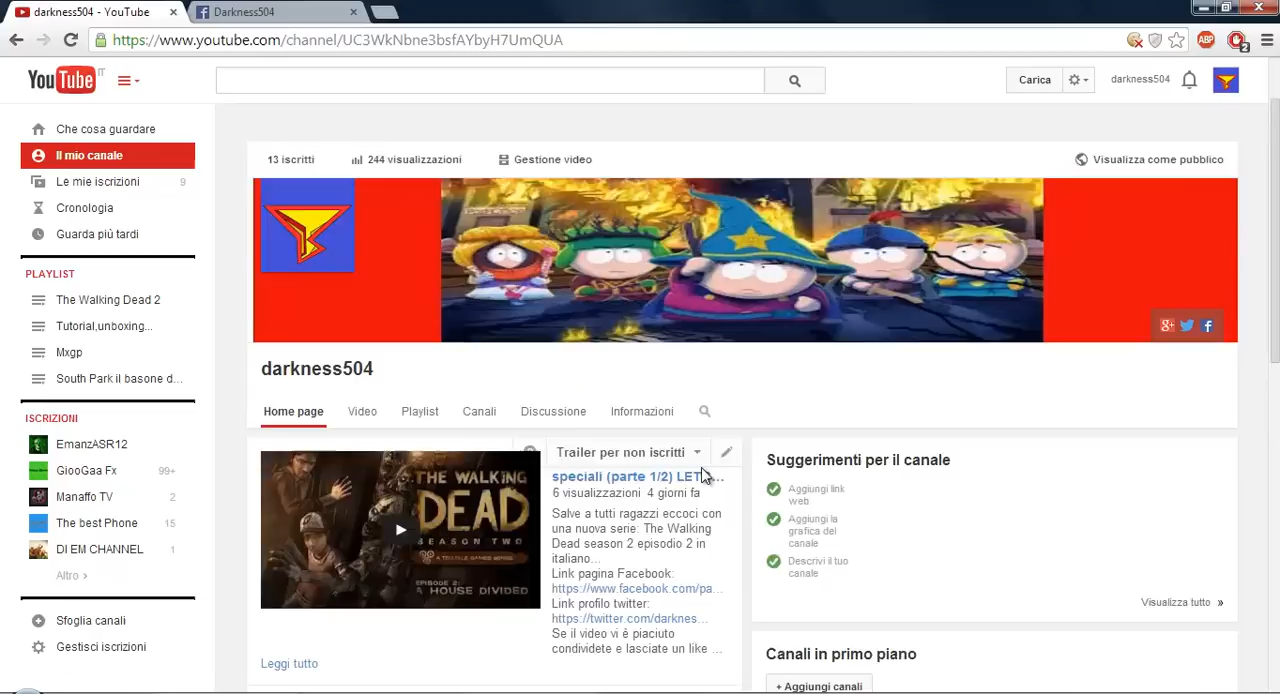 darkness504 - YouTube
Darkness504
https://www.youtube.com/channel/UC3WkNbne3bsfAYbyH7UmQUA
ABP
2
YouTube IT
Carica
darkness504
Che cosa guardare
Il mio canale
Le mie iscrizioni 9
Cronologia
Guarda più tardi
PLAYLIST
The Walking Dead 2
Tutorial,unboxing...
Mxgp
South Park il basone d...
ISCRIZIONI
EmanzASR12
GiooGaa Fx 99+
Manaffo TV 2
The best Phone 15
DI EM CHANNEL 1
Altro >
Sfoglia canali
Gestisci iscrizioni
13 iscritti
244 visualizzazioni
Gestione video
Visualizza come pubblico
darkness504
Home page
Video
Playlist
Canali
Discussione
Informazioni
Trailer per non iscritti
THE WALKING
DEAD
SEASON TWO
A TELLTALE GAMES SERIES
EPISODE 2:
A HOUSE DIVIDED
speciali (parte 1/2) LET...
6 visualizzazioni 4 giorni fa
Salve a tutti ragazzi eccoci con
una nuova serie: The Walking
Dead season 2 episodio 2 in
italiano...
Link pagina Facebook:
https://www.facebook.com/pa...
Link profilo twitter:
https://twitter.com/darknes...
Se il video vi è piaciuto
condividete e lasciate un like ...
Leggi tutto
Suggerimenti per il canale
Aggiungi link
web
Aggiungi la
grafica del
canale
Descrivi il tuo
canale
Visualizza tutto »
Canali in primo piano
+ Aggiungi canali